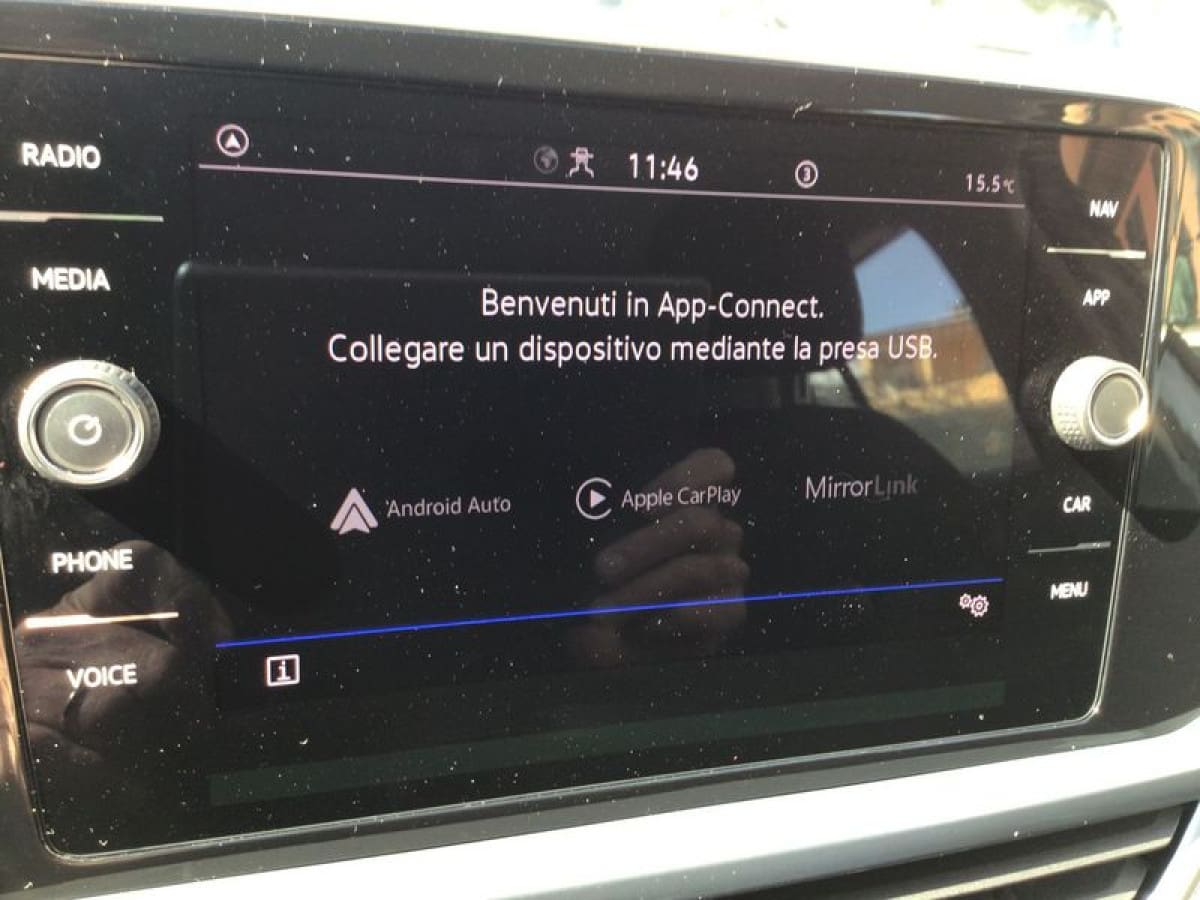 RADIO
MEDIA
PHONE
VOICE
11:46
3
15.5°C
Benvenuti in App-Connect.
Collegare un dispositivo mediante la presa USB.
Android Auto
Apple CarPlay
MirrorLink
i
NAV
APP
CAR
MENU